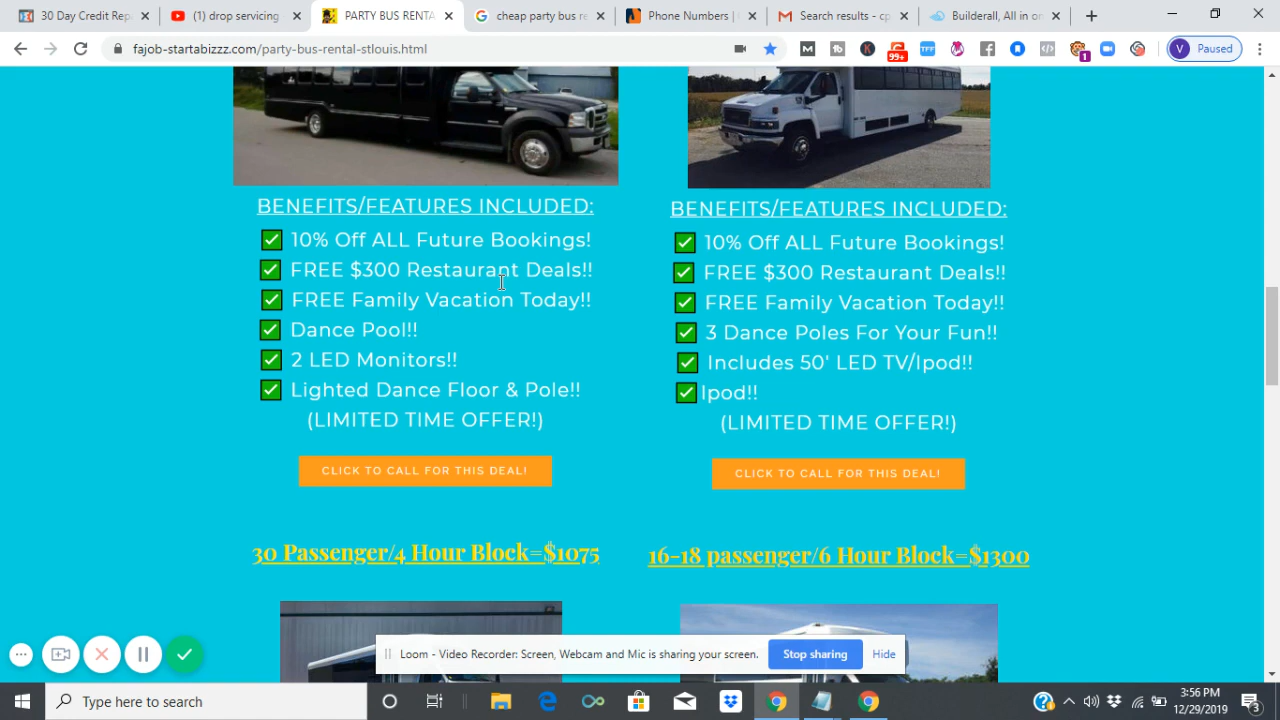 30 Day Credit Rep
(1) drop servicing
PARTY BUS RENTA
cheap party bus re
Phone Numbers |
Search results - cp
Builderall, All in on
fajob-startabizzz.com/party-bus-rental-stlouis.html
99+
TFF
1
V Paused
BENEFITS/FEATURES INCLUDED:
10% Off ALL Future Bookings!
FREE $300 Restaurant Deals!!
FREE Family Vacation Today!!
Dance Pool!!
2 LED Monitors!!
Lighted Dance Floor & Pole!!
(LIMITED TIME OFFER!)
CLICK TO CALL FOR THIS DEAL!
30 Passenger/4 Hour Block=$1075
BENEFITS/FEATURES INCLUDED:
10% Off ALL Future Bookings!
FREE $300 Restaurant Deals!!
FREE Family Vacation Today!!
3 Dance Poles For Your Fun!!
Includes 50' LED TV/Ipod!!
Ipod!!
(LIMITED TIME OFFER!)
CLICK TO CALL FOR THIS DEAL!
16-18 passenger/6 Hour Block=$1300
Loom - Video Recorder: Screen, Webcam and Mic is sharing your screen.
Stop sharing
Hide
Type here to search
3:56 PM
12/29/2019
3